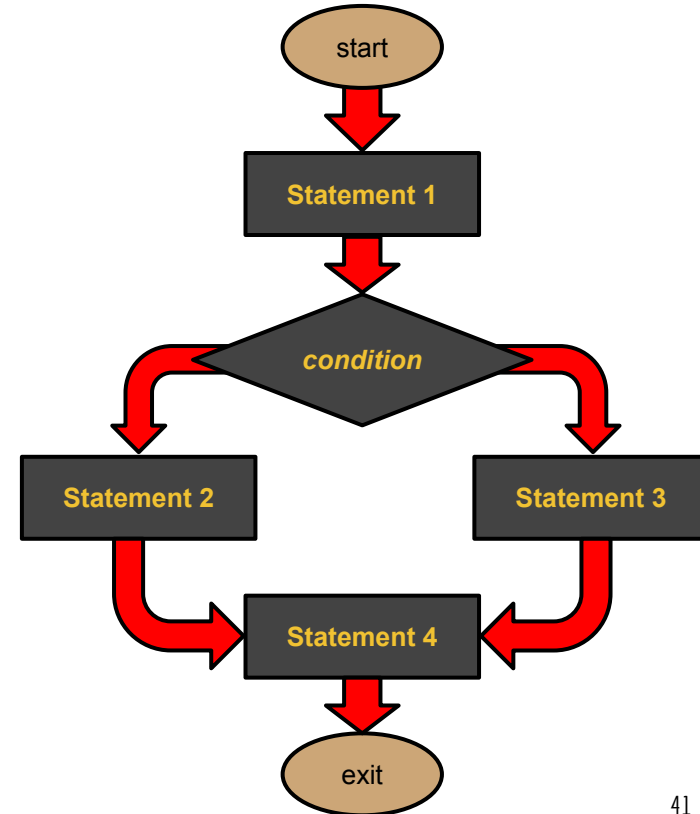 start
Statement 1
condition
Statement 2
Statement 3
Statement 4
exit
41